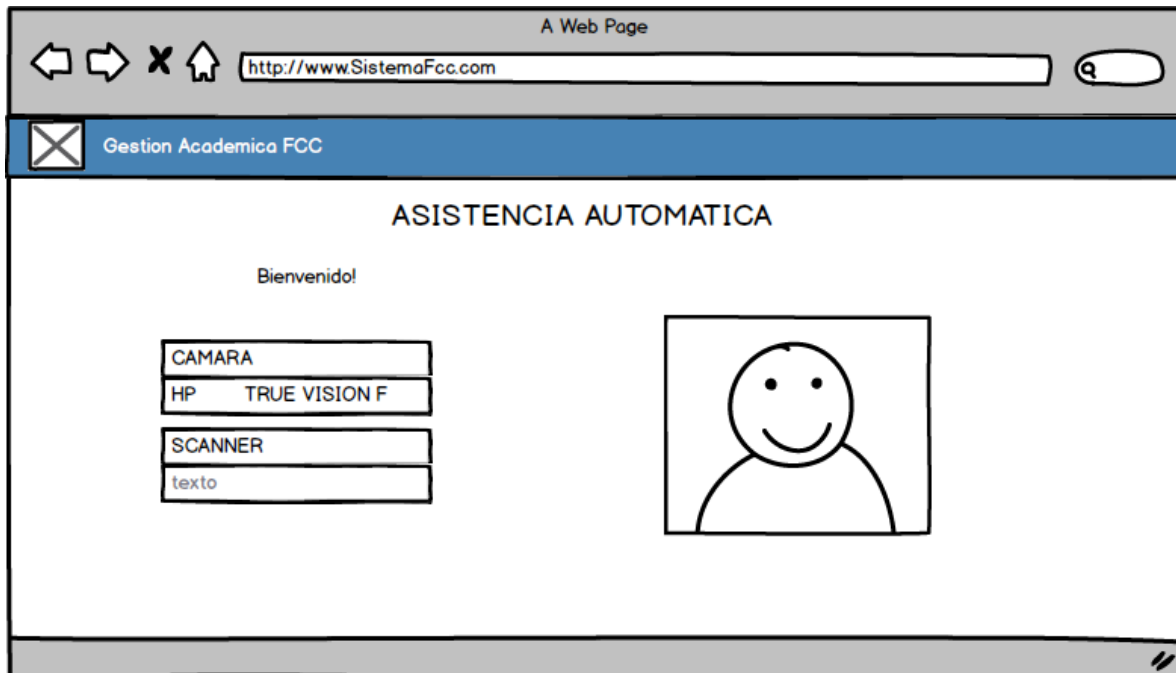 A Web Page
http://www.SistemaFcc.com
Gestion Academica FCC
ASISTENCIA AUTOMATICA
Bienvenido!
CAMARA
HP TRUE VISION F
SCANNER
texto